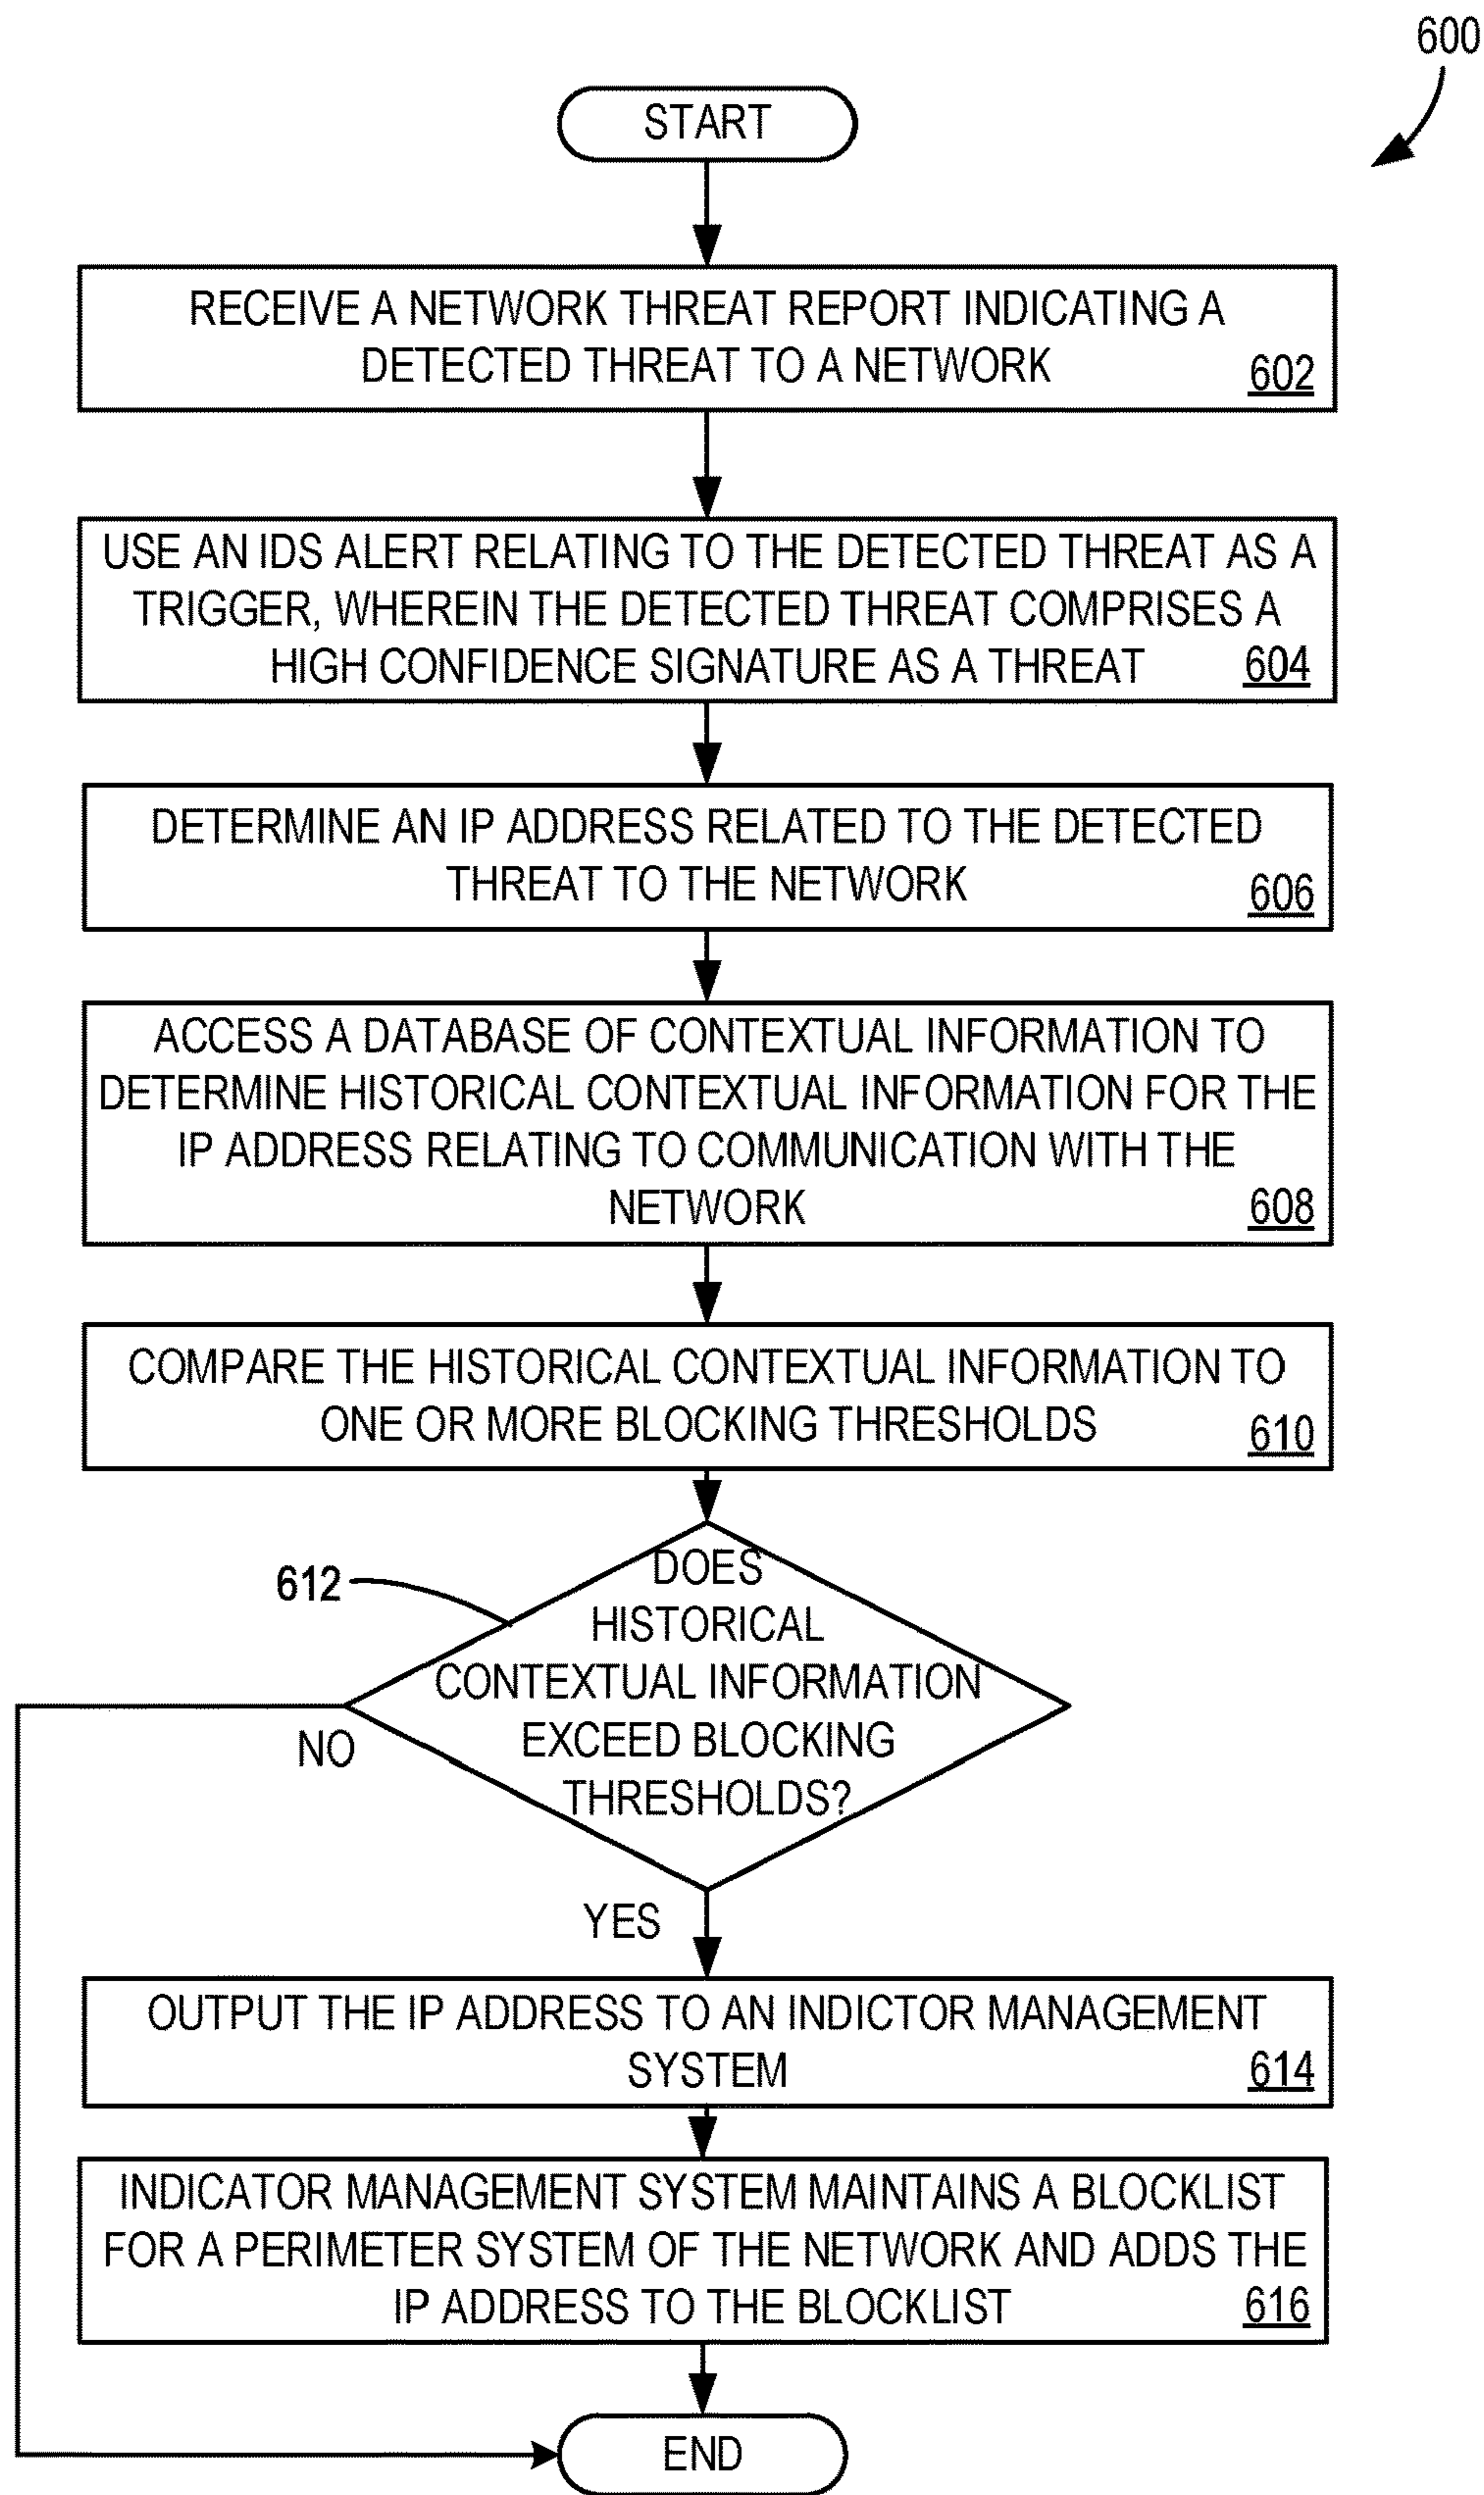 600
START
RECEIVE A NETWORK THREAT REPORT INDICATING A
DETECTED THREAT TO A NETWORK
602
USE AN IDS ALERT RELATING TO THE DETECTED THREAT AS A
TRIGGER, WHEREIN THE DETECTED THREAT COMPRISES A
HIGH CONFIDENCE SIGNATURE AS A THREAT
604
DETERMINE AN IP ADDRESS RELATED TO THE DETECTED
THREAT TO THE NETWORK
606
ACCESS A DATABASE OF CONTEXTUAL INFORMATION TO
DETERMINE HISTORICAL CONTEXTUAL INFORMATION FOR THE
IP ADDRESS RELATING TO COMMUNICATION WITH THE
NETWORK
608
COMPARE THE HISTORICAL CONTEXTUAL INFORMATION TO
ONE OR MORE BLOCKING THRESHOLDS
610
612
DOES
HISTORICAL
CONTEXTUAL INFORMATION
EXCEED BLOCKING
THRESHOLDS?
NO
YES
OUTPUT THE IP ADDRESS TO AN INDICTOR MANAGEMENT
SYSTEM
614
INDICATOR MANAGEMENT SYSTEM MAINTAINS A BLOCKLIST
FOR A PERIMETER SYSTEM OF THE NETWORK AND ADDS THE
IP ADDRESS TO THE BLOCKLIST
616
END